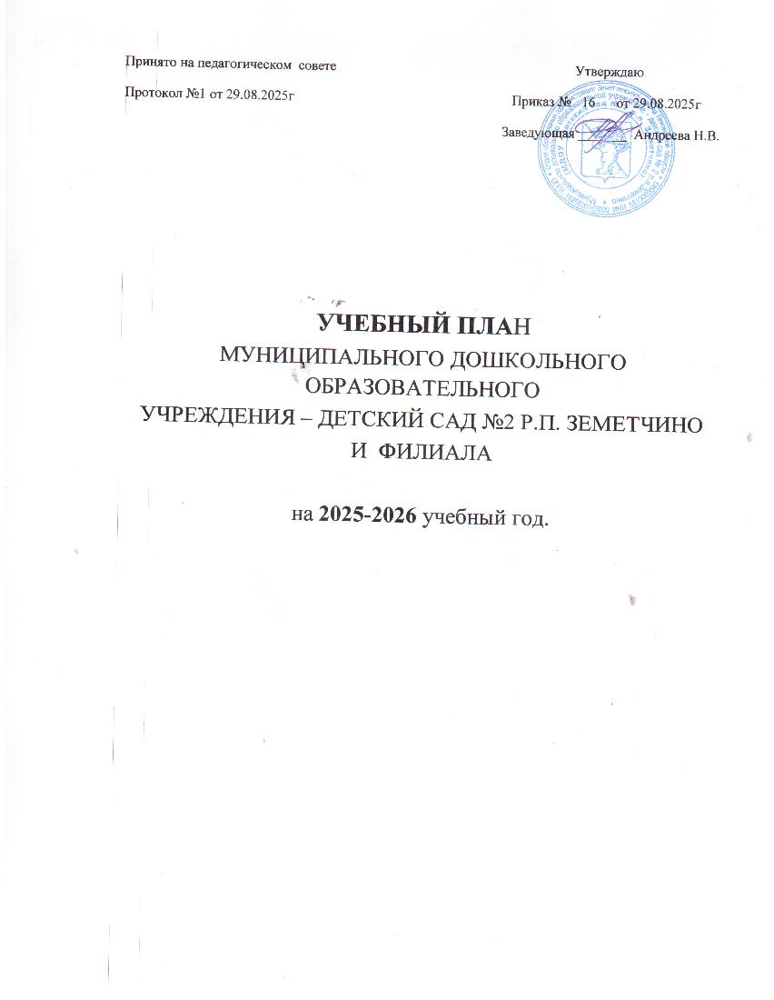 Принято на педагогическом совете
Утверждаю
Протокол №1 от 29.08.2025г
Приказ № 16 от 29.08.2025г
Заведующая Андреева Н.В.
УЧЕБНЫЙ ПЛАН
МУНИЦИПАЛЬНОГО ДОШКОЛЬНОГО
ОБРАЗОВАТЕЛЬНОГО
УЧРЕЖДЕНИЯ – ДЕТСКИЙ САД №2 Р.П. ЗЕМЕТЧИНО
И ФИЛИАЛА
на 2025-2026 учебный год.